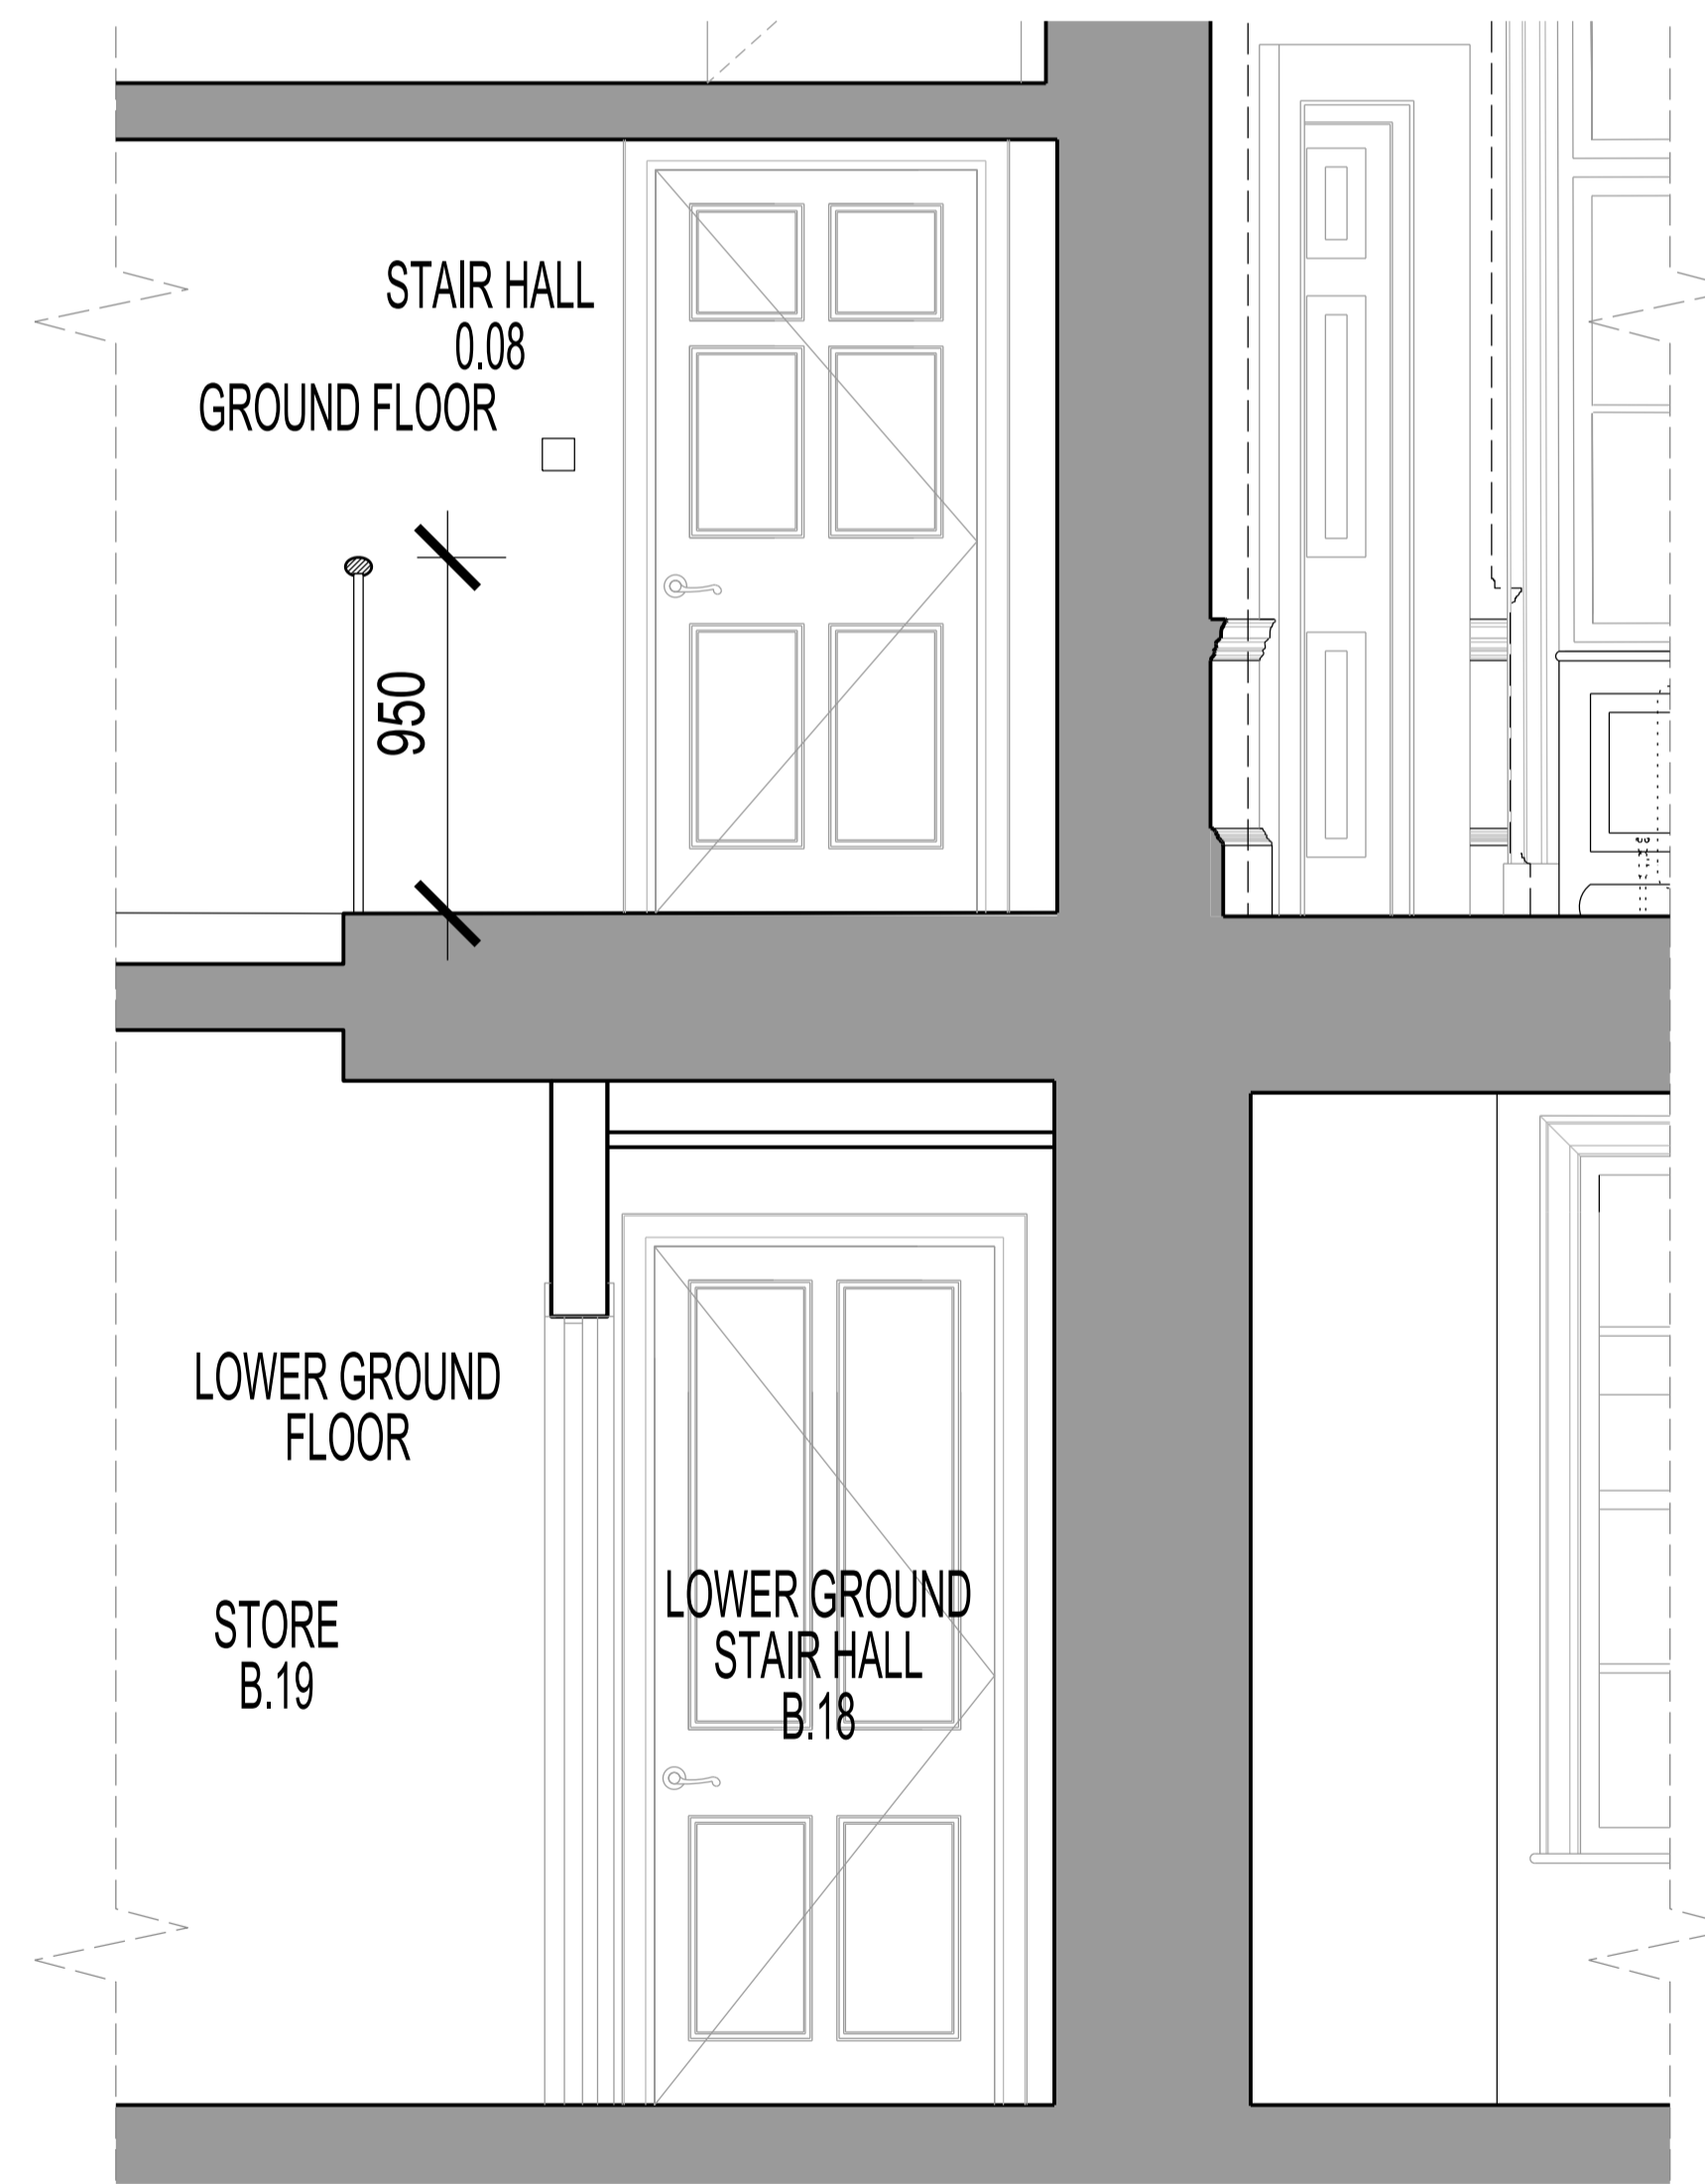 STAIR HALL
0.08
GROUND FLOOR
950
LOWER GROUND
FLOOR
STORE
B.19
LOWER GROUND
STAIR HALL
B.18